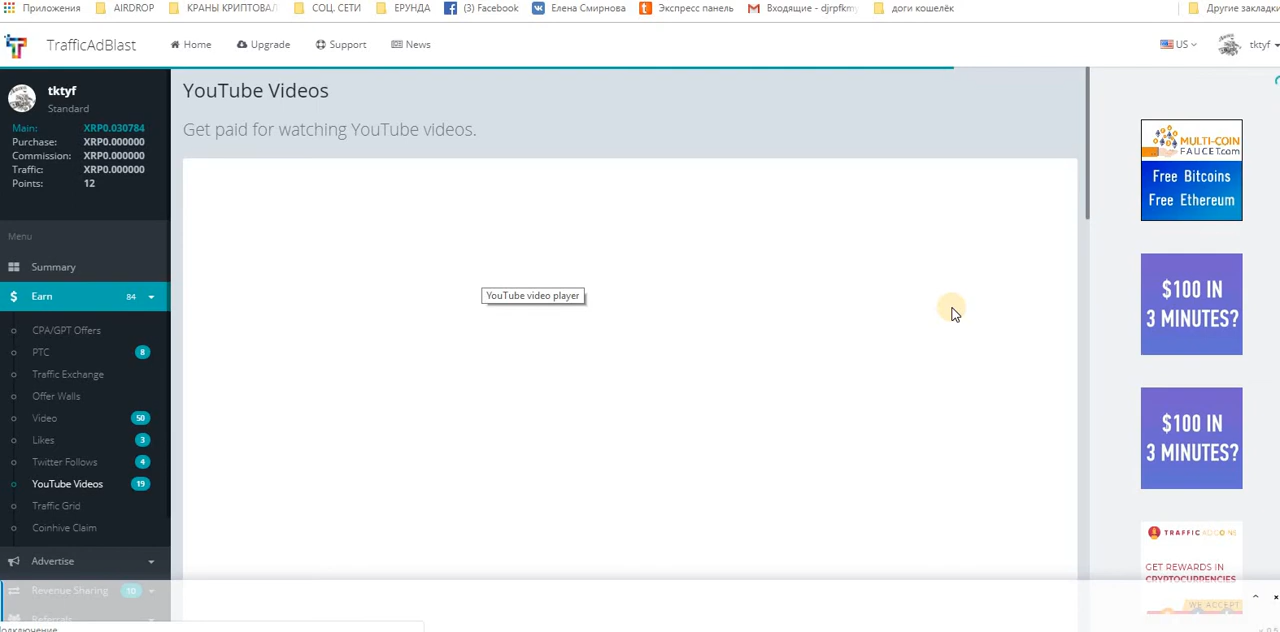 Приложения AIRDROP КРАНЫ КРИПТОВАЛ СОЦ. СЕТИ ЕРУНДА (3) Facebook Елена Смирнова Экспресс панель Входящие - djrpfkmy доги кошелёк Другие закладки
TrafficAdBlast Home Upgrade Support News US tktyf
tktyf
Standard
Main: XRP0.030784
Purchase: XRP0.000000
Commission: XRP0.000000
Traffic: XRP0.000000
Points: 12
Menu
Summary
Earn 84
CPA/GPT Offers
PTC 8
Traffic Exchange
Offer Walls
Video 50
Likes 3
Twitter Follows 4
YouTube Videos 19
Traffic Grid
Coinhive Claim
Advertise
Revenue Sharing 10
Referrals
YouTube Videos
Get paid for watching YouTube videos.
YouTube video player
MULTI-COIN
FAUCET.com
Free Bitcoins
Free Ethereum
$100 IN
3 MINUTES?
$100 IN
3 MINUTES?
GET REWARDS IN
CRYPTOCURRENCIES
WE ACCEPT